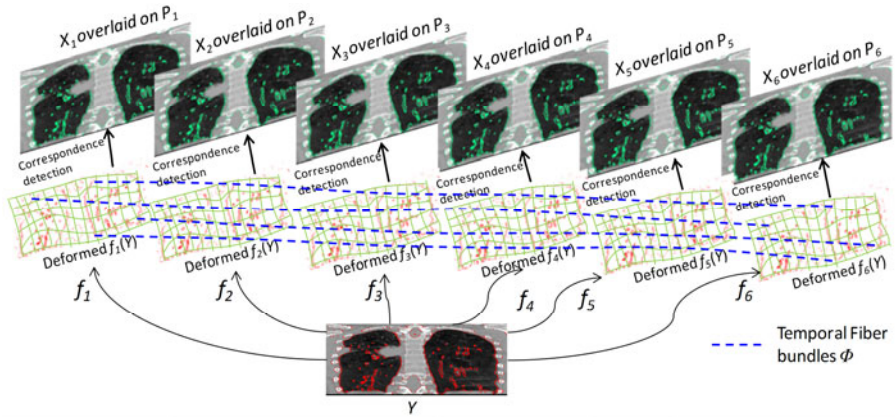 X1 overlaid on P1
X2 overlaid on P2
X3 overlaid on P3
X4 overlaid on P4
X5 overlaid on P5
X6 overlaid on P6
Correspondence
detection
Correspondence
detection
Correspondence
detection
Correspondence
detection
Correspondence
detection
Correspondence
detection
Deformed f1(Y)
Deformed f2(Y)
Deformed f3(Y)
Deformed f4(Y)
Deformed f5(Y)
Deformed f6(Y)
f1
f2
f3
f4
f5
f6
Temporal Fiber
bundles Φ
Y